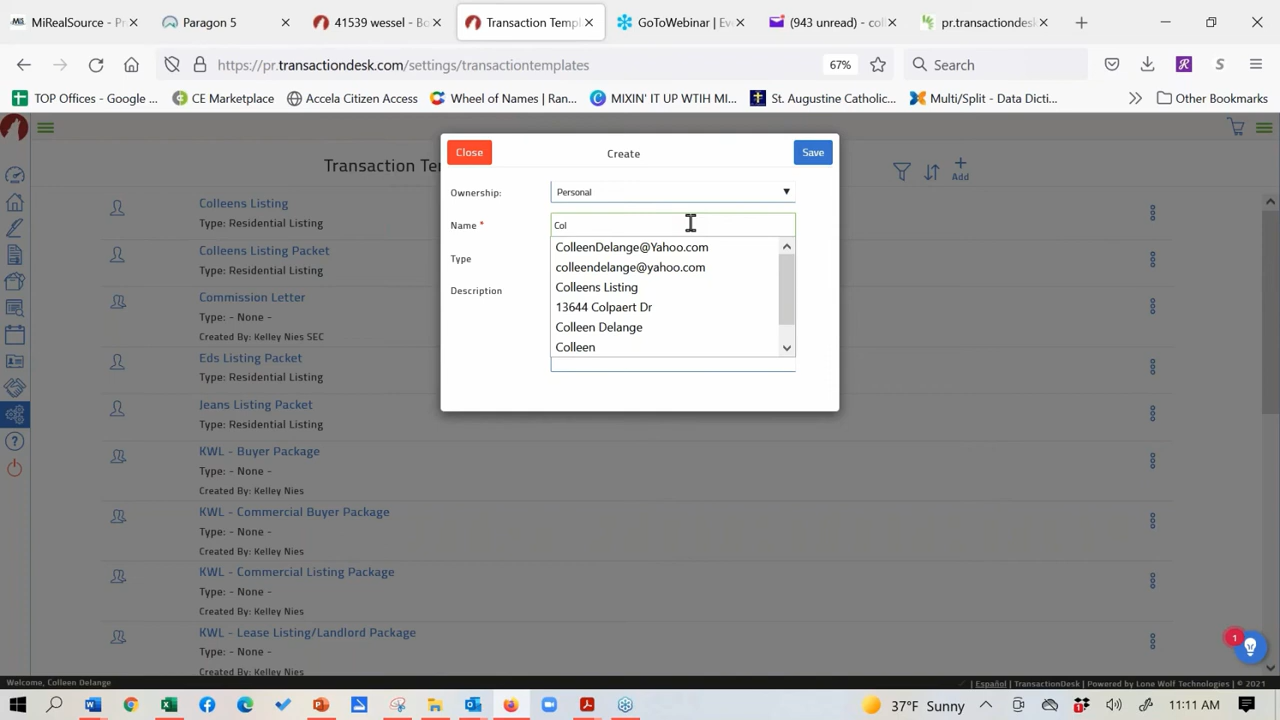 MiRealSource - Pr
Paragon 5
41539 wessel - Bo
Transaction Templ
GoToWebinar | Eve
(943 unread) - coll
pr.transactiondesk
https://pr.transactiondesk.com/settings/transactiontemplates
67%
Search
TOP Offices - Google ...
CE Marketplace
Accela Citizen Access
Wheel of Names | Ran...
MIXIN' IT UP WTIH MI...
St. Augustine Catholic...
Multi/Split - Data Dicti...
Other Bookmarks
Transaction Te
Add
Close
Create
Save
Ownership:
Personal
Name *
Col
Type
Description
ColleenDelange@Yahoo.com
colleendelange@yahoo.com
Colleens Listing
13644 Colpaert Dr
Colleen Delange
Colleen
Colleens Listing
Type: Residential Listing
Colleens Listing Packet
Type: Residential Listing
Commission Letter
Type: - None -
Created By: Kelley Nies SEC
Eds Listing Packet
Type: Residential Listing
Jeans Listing Packet
Type: Residential Listing
KWL - Buyer Package
Type: - None -
Created By: Kelley Nies
KWL - Commercial Buyer Package
Type: - None -
Created By: Kelley Nies
KWL - Commercial Listing Package
Type: - None -
Created By: Kelley Nies
KWL - Lease Listing/Landlord Package
Type: - None -
Created By: Kelley Nies
1
Welcome, Colleen Delange
| Español | TransactionDesk | Powered by Lone Wolf Technologies | © 2021
37°F Sunny
11:11 AM